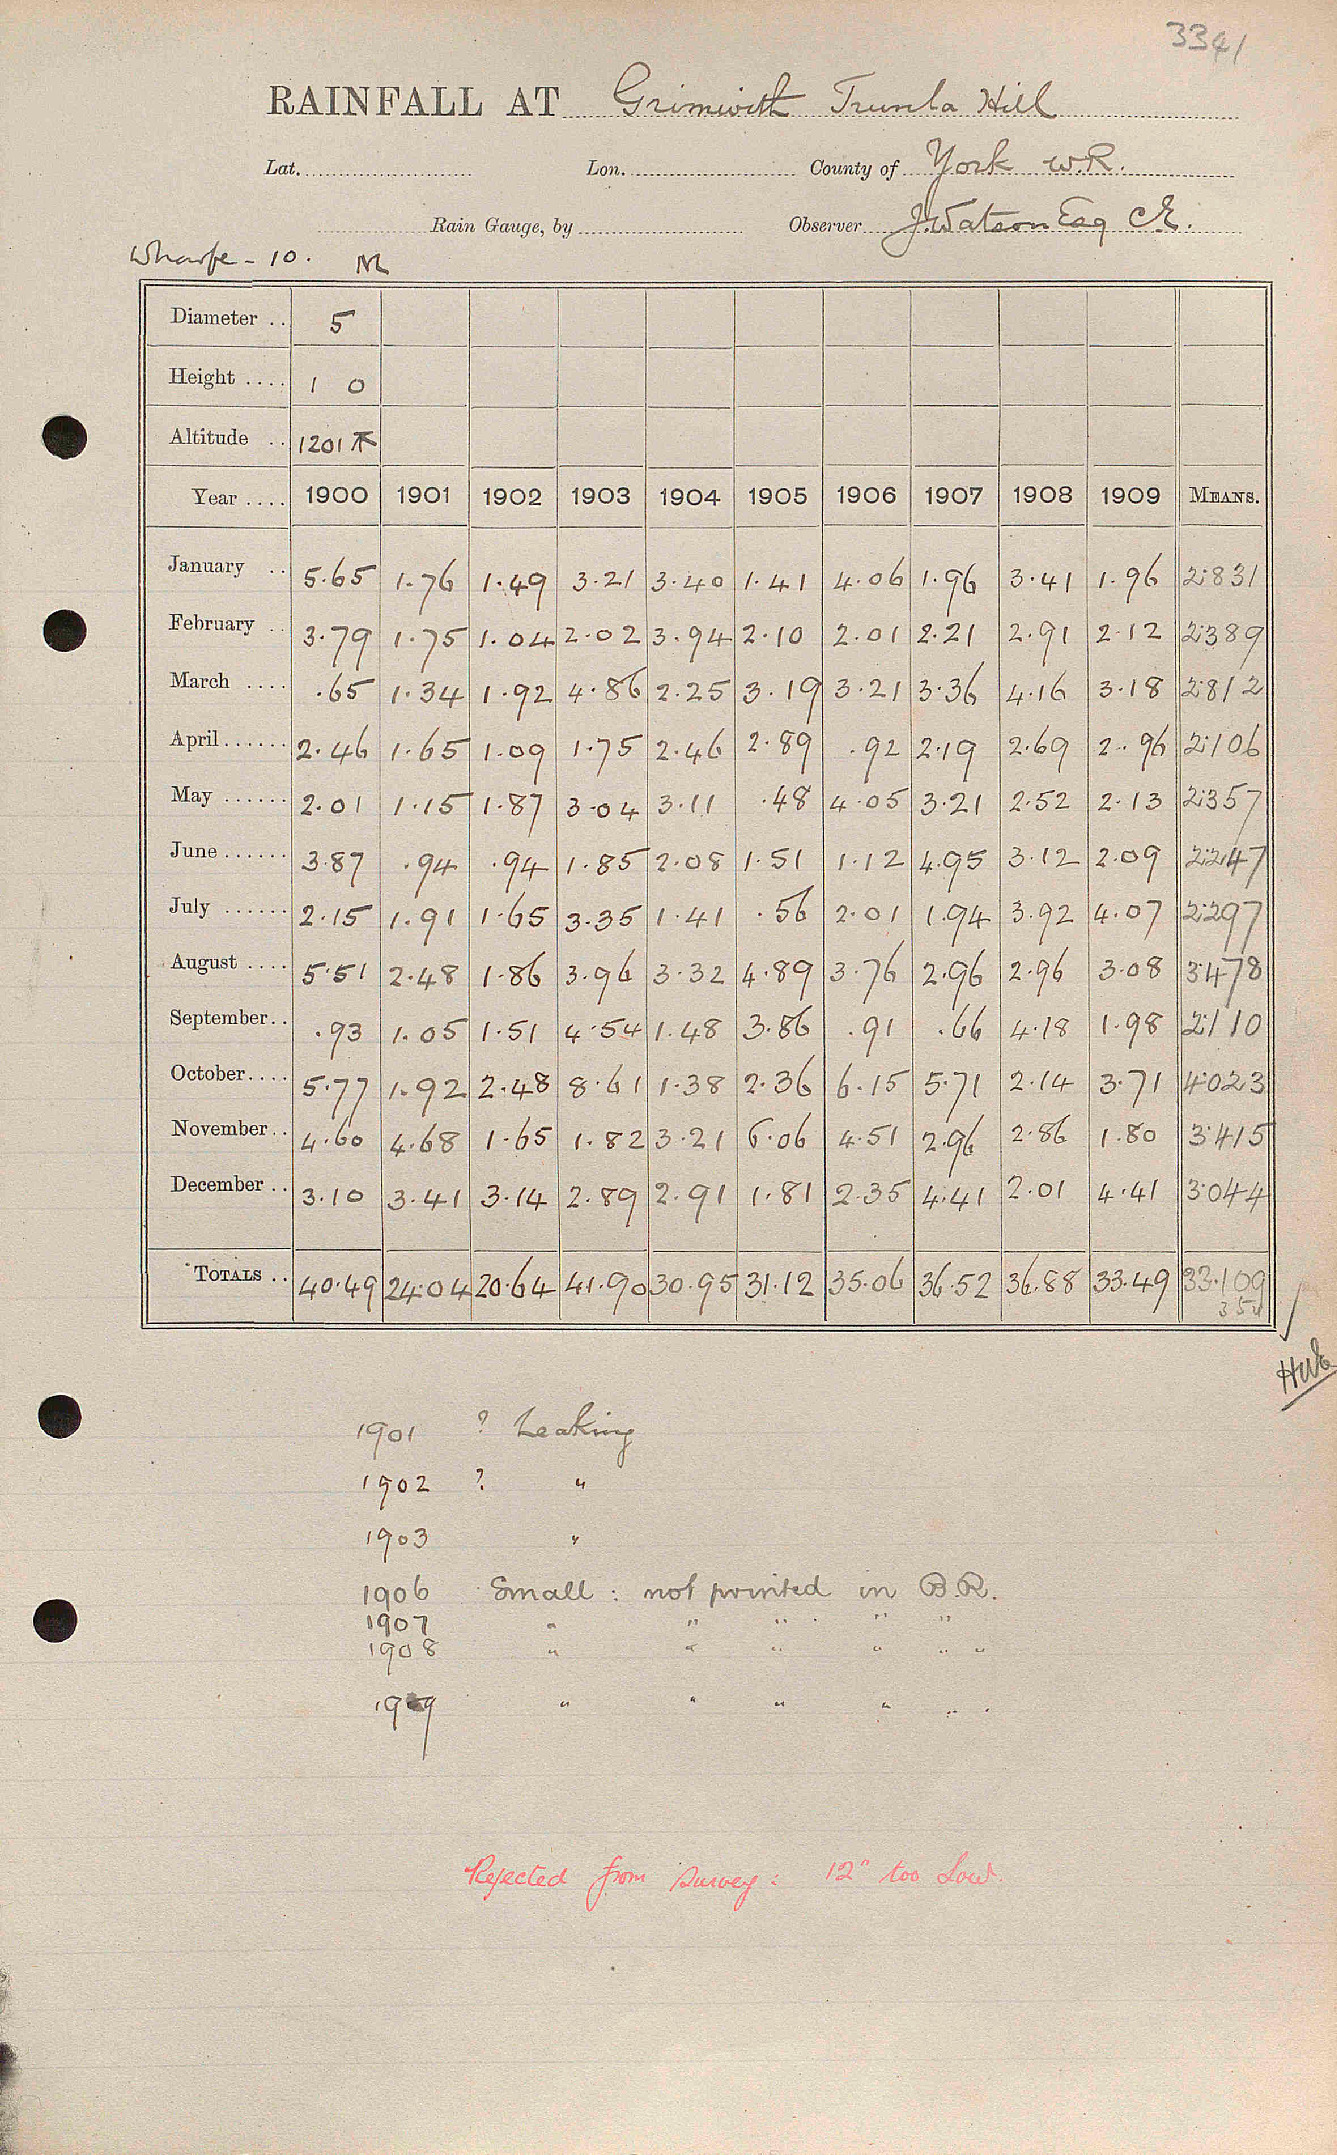 3341
RAINFALL AT Grimwith Trunla Hill
Lat. Lon. County of York W.R.
Rain Gauge, by Observer J. Watson Esq C.E.
Wharfe - 10. M
Diameter .. 5
Height .... 1 0
Altitude .. 1201
Year .... 1900 1901 1902 1903 1904 1905 1906 1907 1908 1909 MEANS.
January .. 5.65 1.76 1.49 3.21 3.40 1.41 4.06 1.96 3.41 1.96 2.831
February .. 3.79 1.75 1.04 2.02 3.94 2.10 2.01 2.21 2.91 2.12 2.389
March .... .65 1.34 1.92 4.86 2.25 3.19 3.21 3.36 4.16 3.18 2.812
April...... 2.46 1.65 1.09 1.75 2.46 2.89 .92 2.19 2.69 2.96 2.106
May ...... 2.01 1.15 1.87 3.04 3.11 .48 4.05 3.21 2.52 2.13 2.357
June ...... 3.87 .94 .94 1.85 2.08 1.51 1.12 4.95 3.12 2.09 2.247
July ...... 2.15 1.91 1.65 3.35 1.41 .56 2.01 1.94 3.92 4.07 2.297
August .... 5.51 2.48 1.86 3.96 3.32 4.89 3.76 2.96 2.96 3.08 3.478
September.. .93 1.05 1.51 4.54 1.48 3.86 .91 .66 4.18 1.98 2.110
October.... 5.77 1.92 2.48 8.61 1.38 2.36 6.15 5.71 2.14 3.71 4.023
November.. 4.60 4.68 1.65 1.82 3.21 6.06 4.51 2.96 2.86 1.80 3.415
December .. 3.10 3.41 3.14 2.89 2.91 1.81 2.35 4.41 2.01 4.41 3.044
TOTALS .. 40.49 24.04 20.64 41.90 30.95 31.12 35.06 36.52 36.88 33.49 33.109
1901 ? Leaking
1902 ? "
1903 "
1906 Small : not printed in B.R.
1907 " " " " "
1908 " " " " " "
1909 " " " " " "
Rejected from survey : 12" too Low.